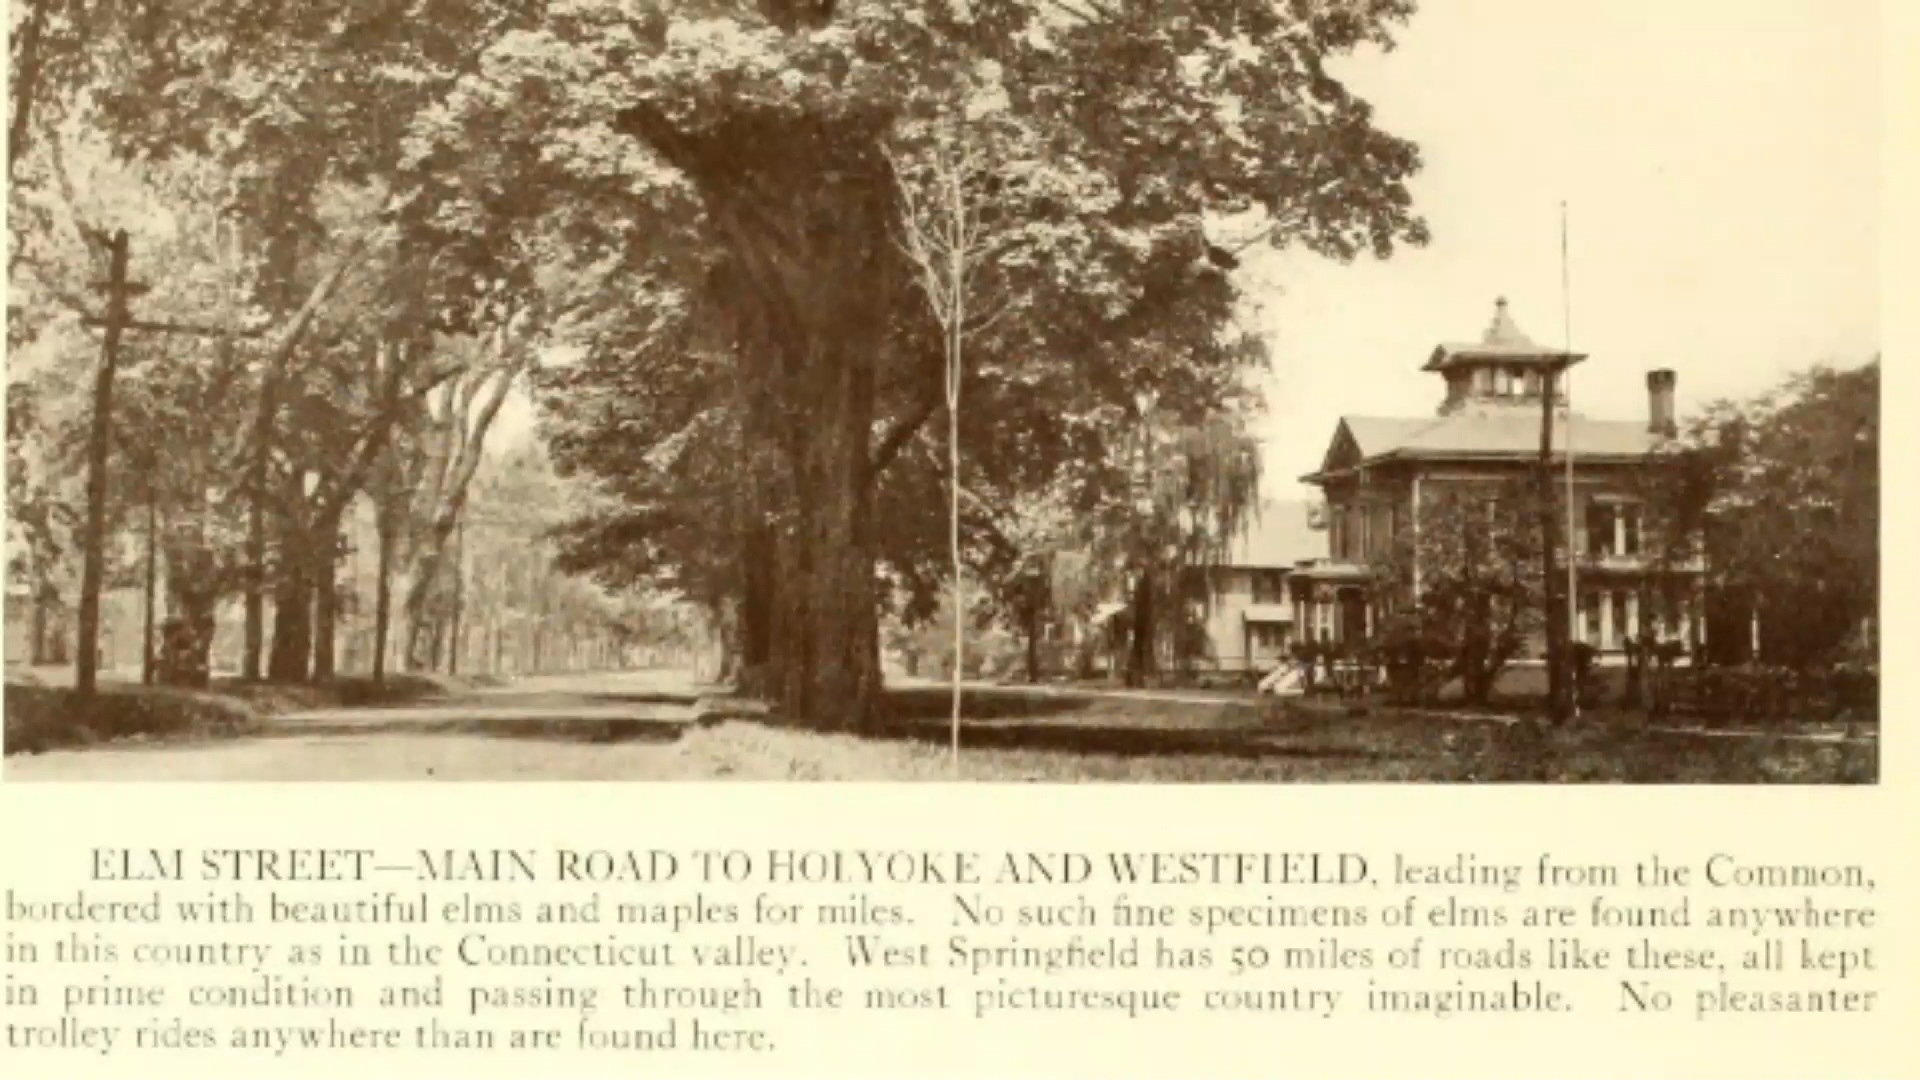 ELM STREET—MAIN ROAD TO HOLYOKE AND WESTFIELD, leading from the Common,
bordered with beautiful elms and maples for miles. No such fine specimens of elms are found anywhere
in this country as in the Connecticut valley. West Springfield has 50 miles of roads like these, all kept
in prime condition and passing through the most picturesque country imaginable. No pleasanter
trolley rides anywhere than are found here.